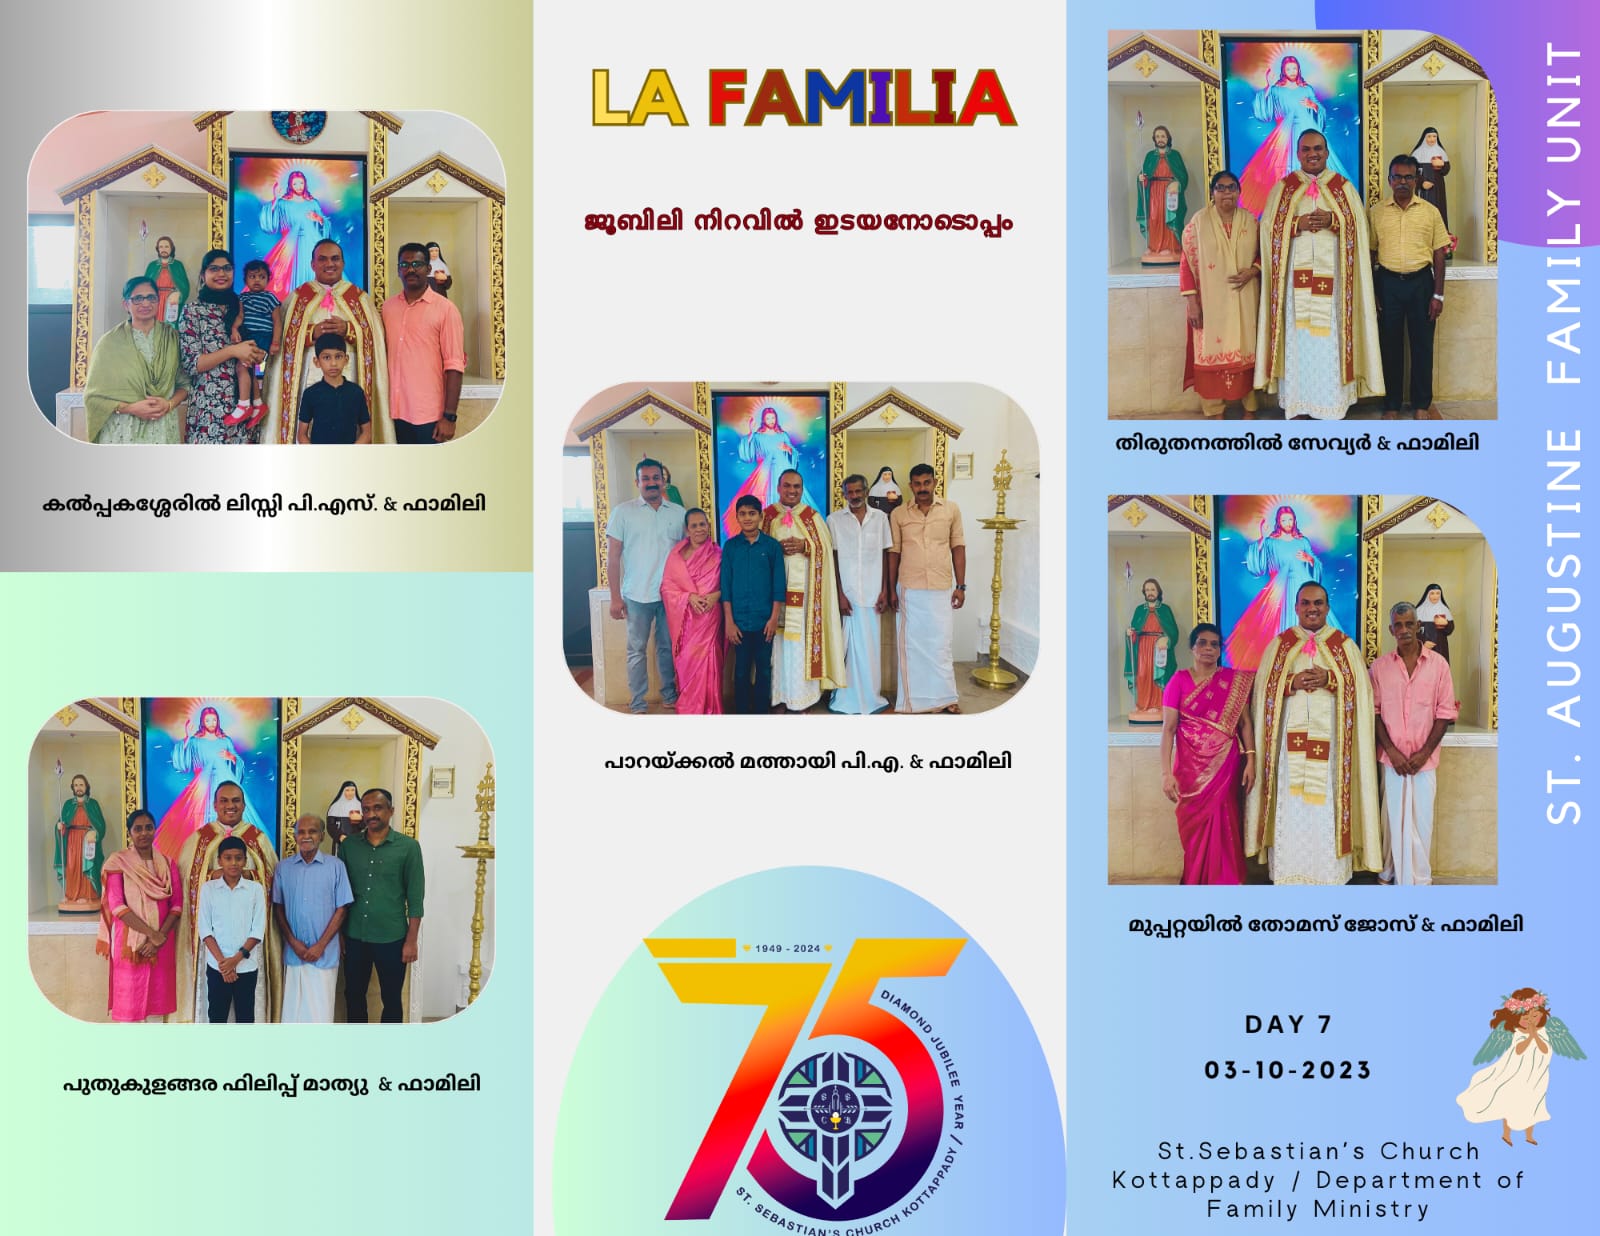 LA FAMILIA
ജൂബിലി നിറവിൽ ഇടയനോടൊപ്പം
കൽപ്പകശ്ശേരിൽ ലിസ്സി പി.എസ്. & ഫാമിലി
പുതുകുളങ്ങര ഫിലിപ്പ് മാത്യു & ഫാമിലി
പാറയ്ക്കൽ മത്തായി പി.എ. & ഫാമിലി
1949 - 2024
75
DIAMOND JUBILEE YEAR /
ST. SEBASTIAN'S CHURCH KOTTAPPADY /
തിരുതനത്തിൽ സേവ്യർ & ഫാമിലി
മുപ്പറ്റയിൽ തോമസ് ജോസ് & ഫാമിലി
ST. AUGUSTINE FAMILY UNIT
DAY 7
03-10-2023
St.Sebastian's Church
Kottappady / Department of
Family Ministry